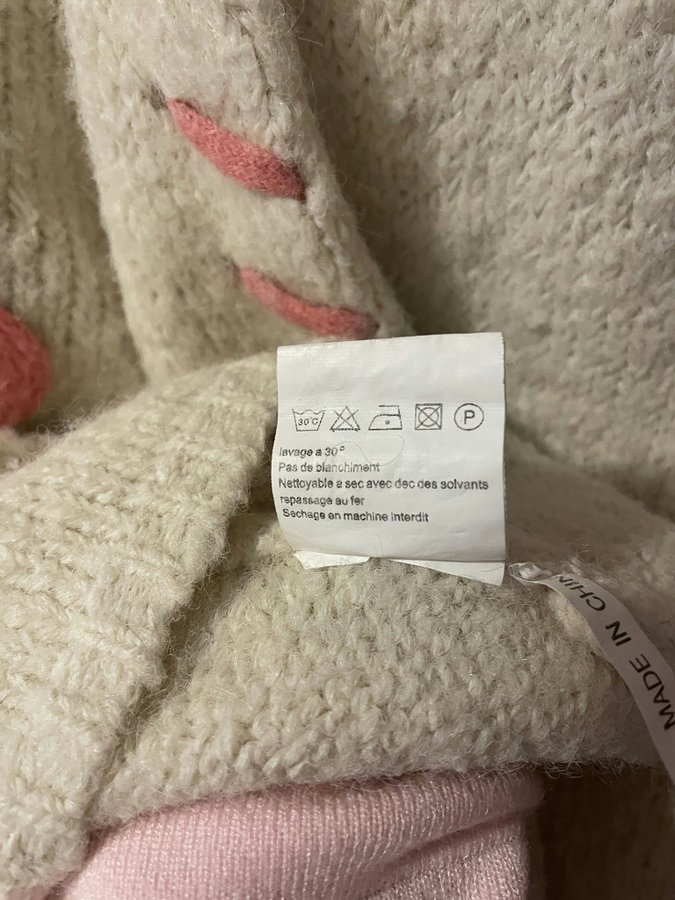 30°C P
lavage a 30°
Pas de blanchiment
Nettoyable a sec avec dec des solvants
repassage au fer
Sechage en machine interdit
MADE IN CHIN